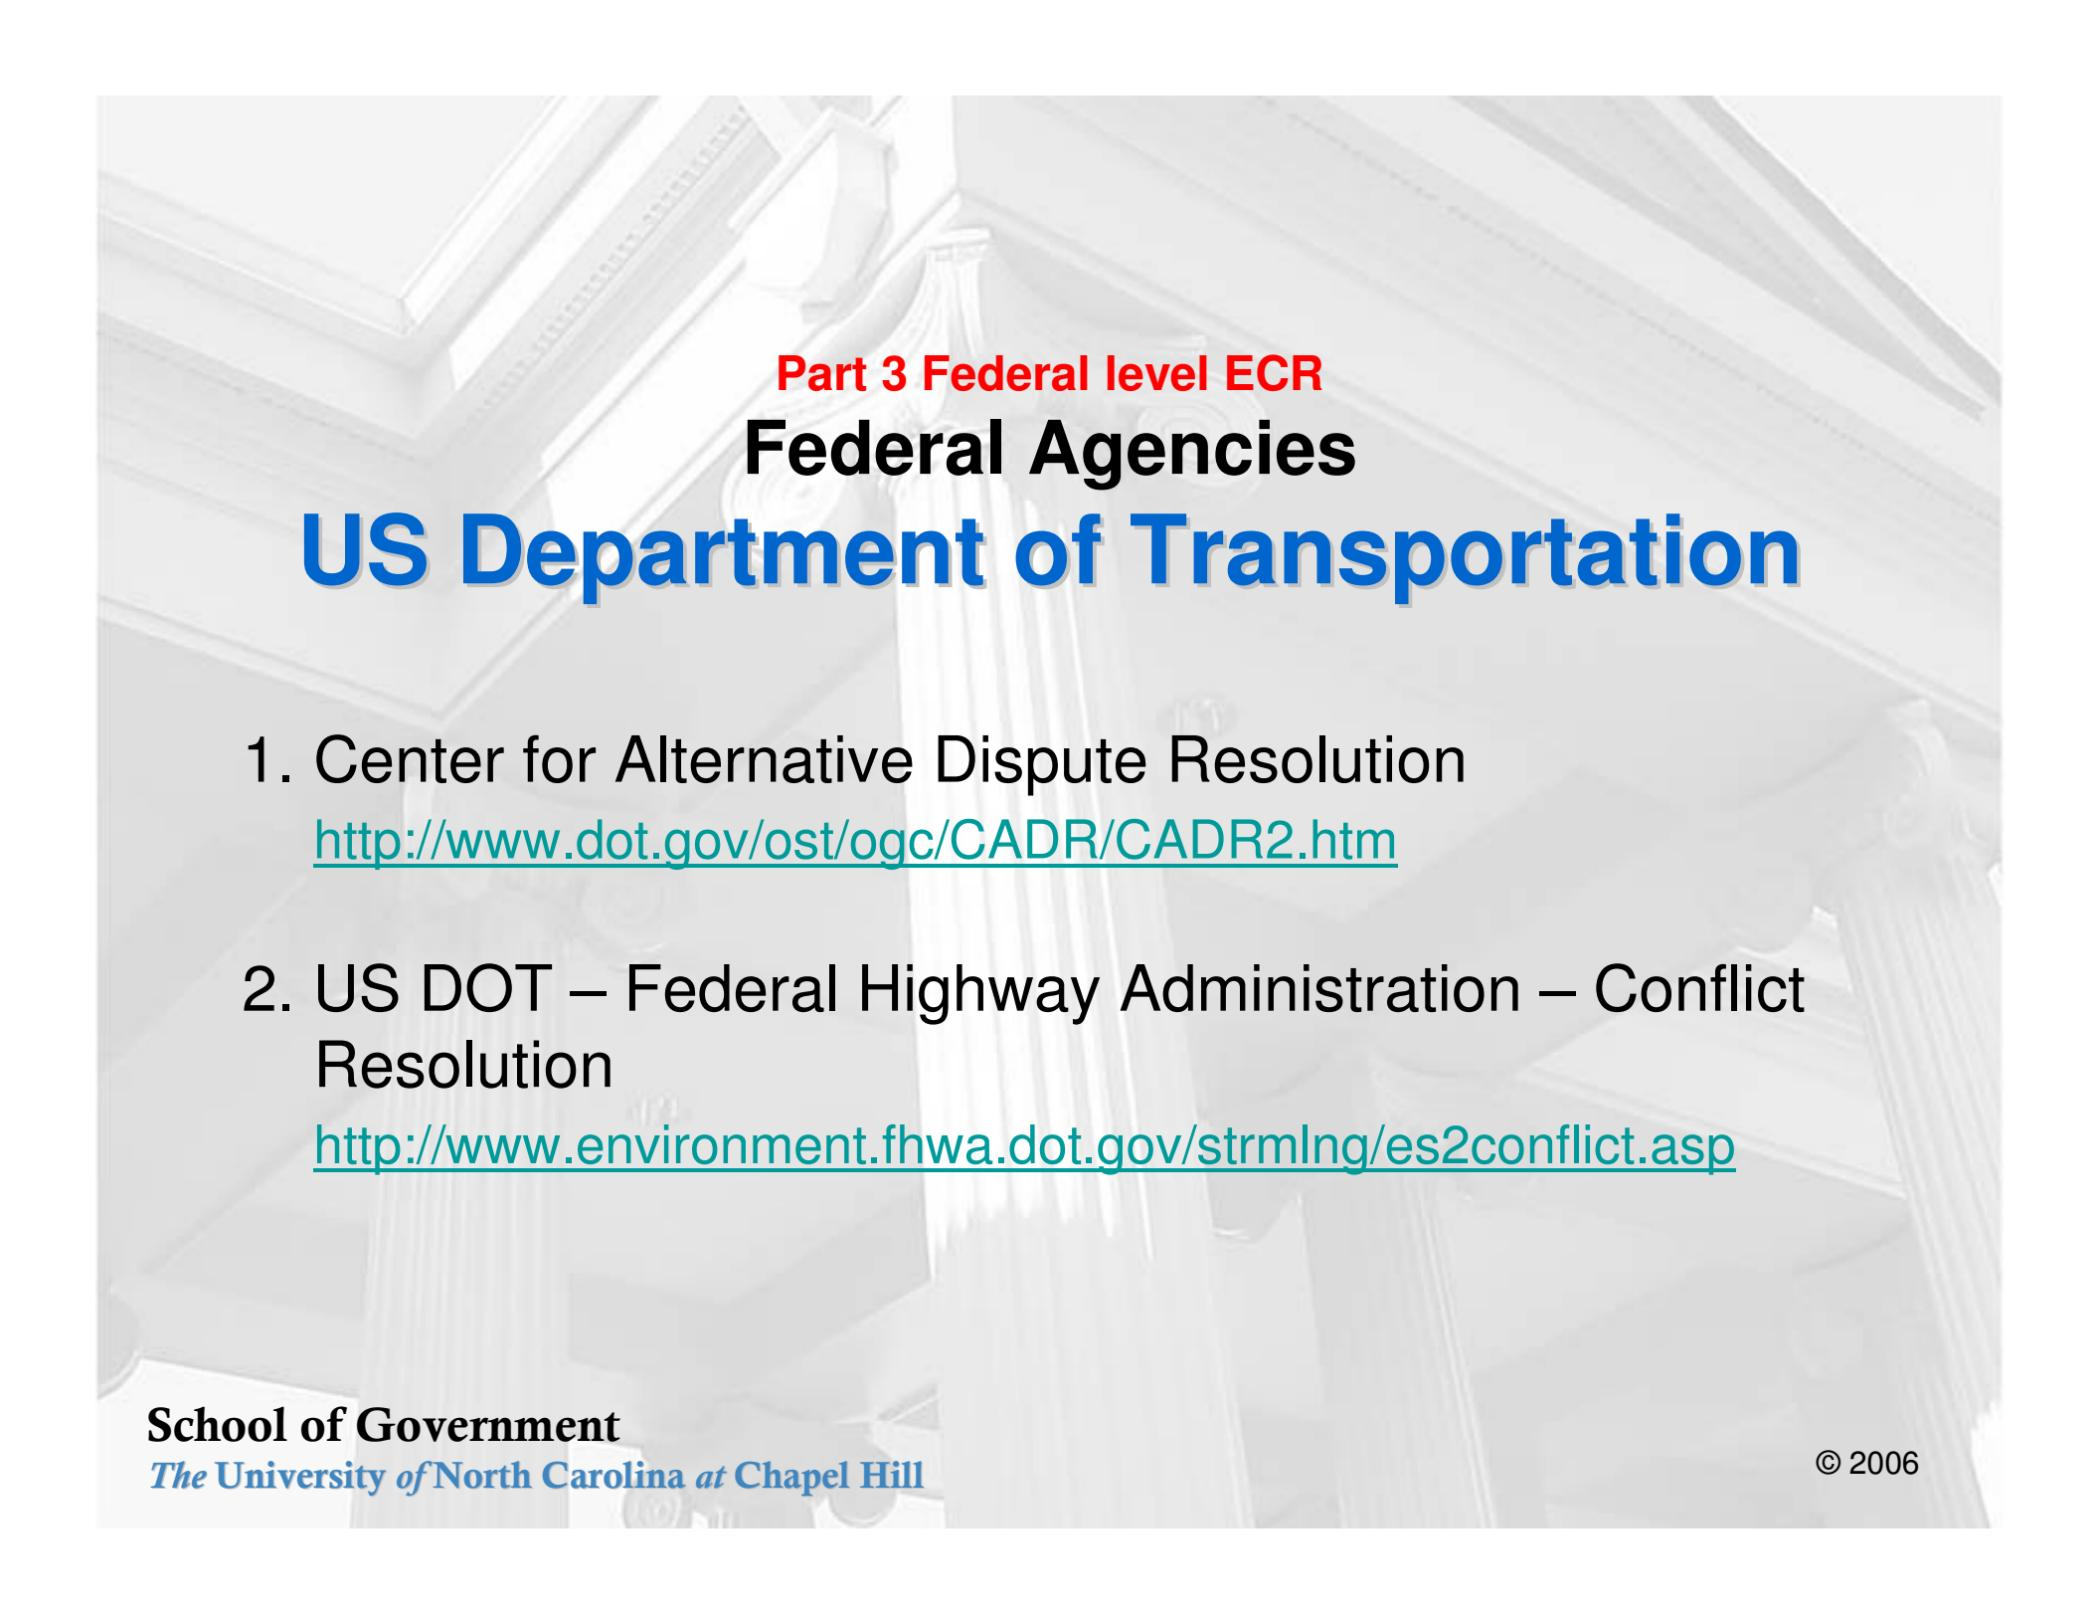 Part 3 Federal level ECR
Federal Agencies
US Department of Transportation
1. Center for Alternative Dispute Resolution
http://www.dot.gov/ost/ogc/CADR/CADR2.htm
2. US DOT – Federal Highway Administration – Conflict
Resolution
http://www.environment.fhwa.dot.gov/strmlng/es2conflict.asp
School of Government
The University of North Carolina at Chapel Hill
© 2006